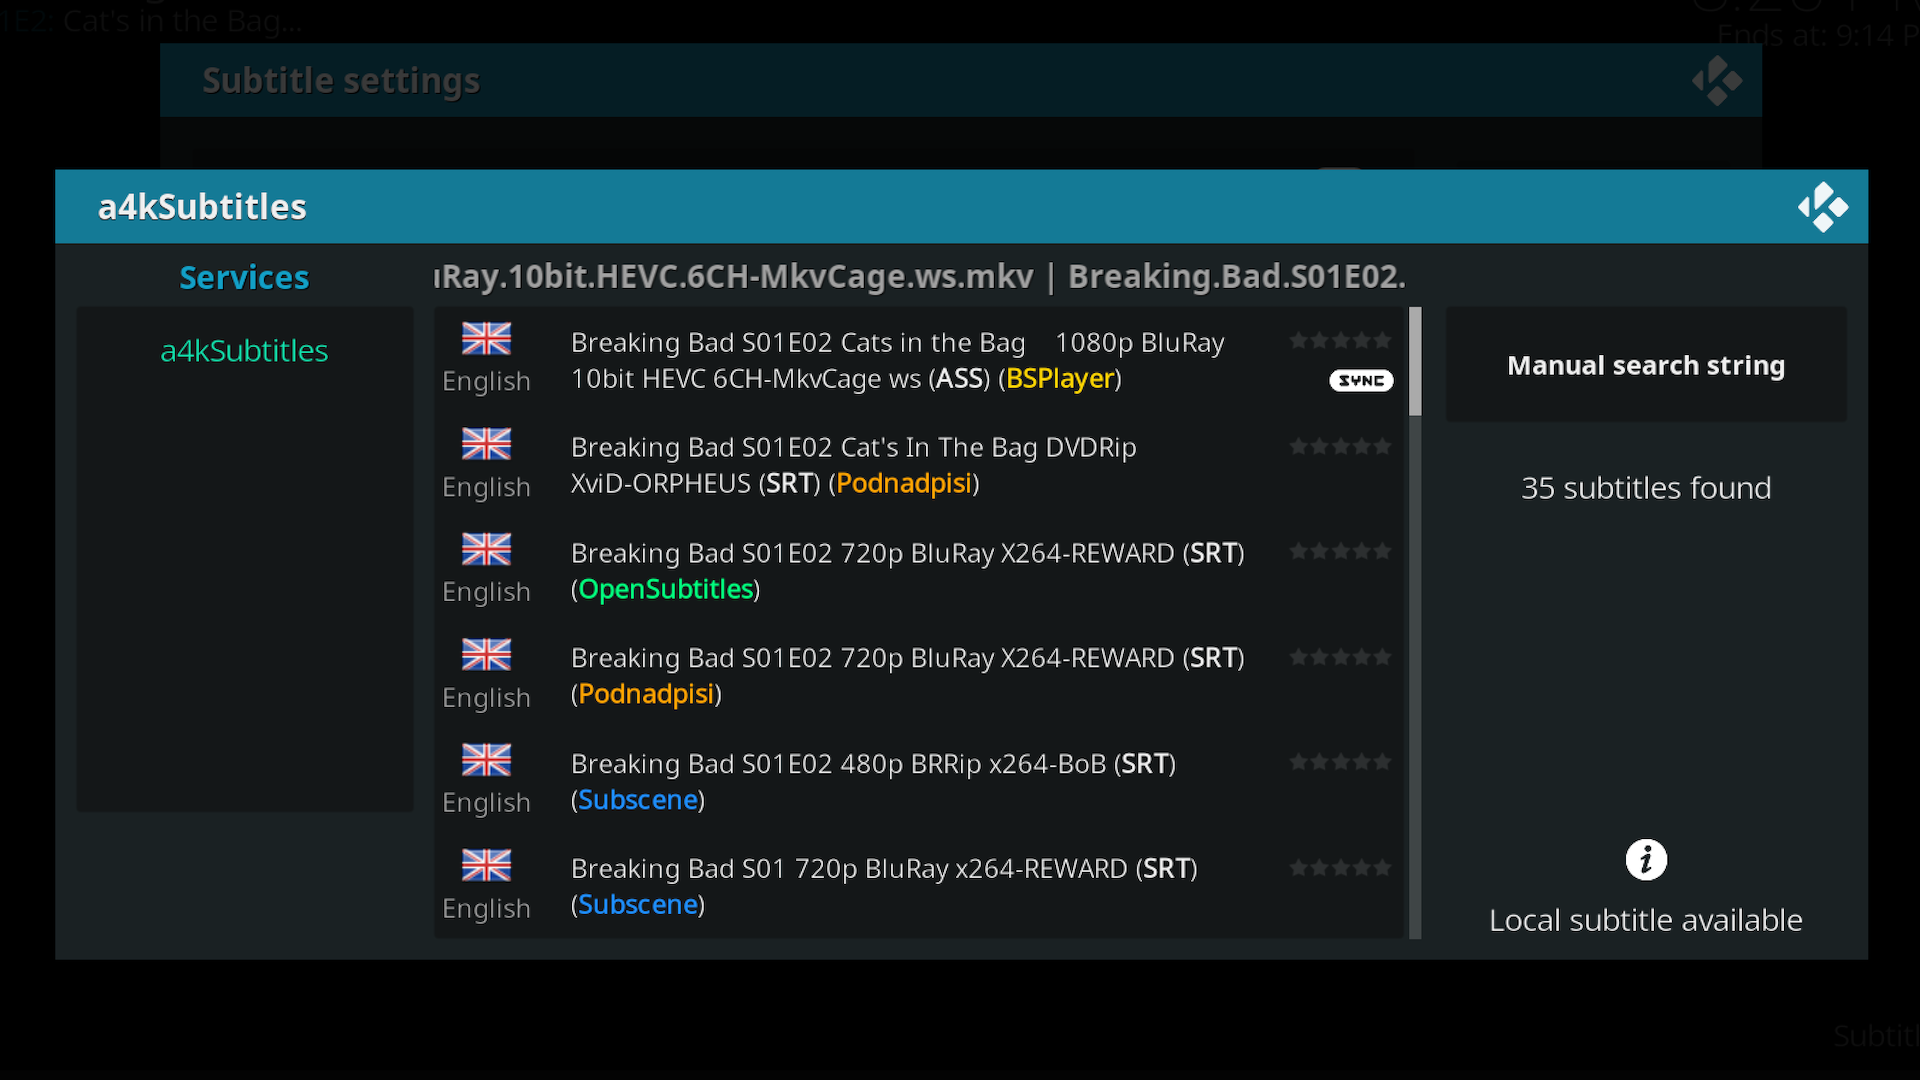 1E2: Cat's in the Bag...
Ends at: 9:14 P
Subtitle settings
a4kSubtitles
Services
a4kSubtitles
Ray.10bit.HEVC.6CH-MkvCage.ws.mkv | Breaking.Bad.S01E02.
English
Breaking Bad S01E02 Cats in the Bag 1080p BluRay
10bit HEVC 6CH-MkvCage ws (ASS) (BSPlayer)
SYNC
English
Breaking Bad S01E02 Cat's In The Bag DVDRip
XviD-ORPHEUS (SRT) (Podnadpisi)
English
Breaking Bad S01E02 720p BluRay X264-REWARD (SRT)
(OpenSubtitles)
English
Breaking Bad S01E02 720p BluRay X264-REWARD (SRT)
(Podnadpisi)
English
Breaking Bad S01E02 480p BRRip x264-BoB (SRT)
(Subscene)
English
Breaking Bad S01 720p BluRay x264-REWARD (SRT)
(Subscene)
Manual search string
35 subtitles found
i
Local subtitle available
Subtitl